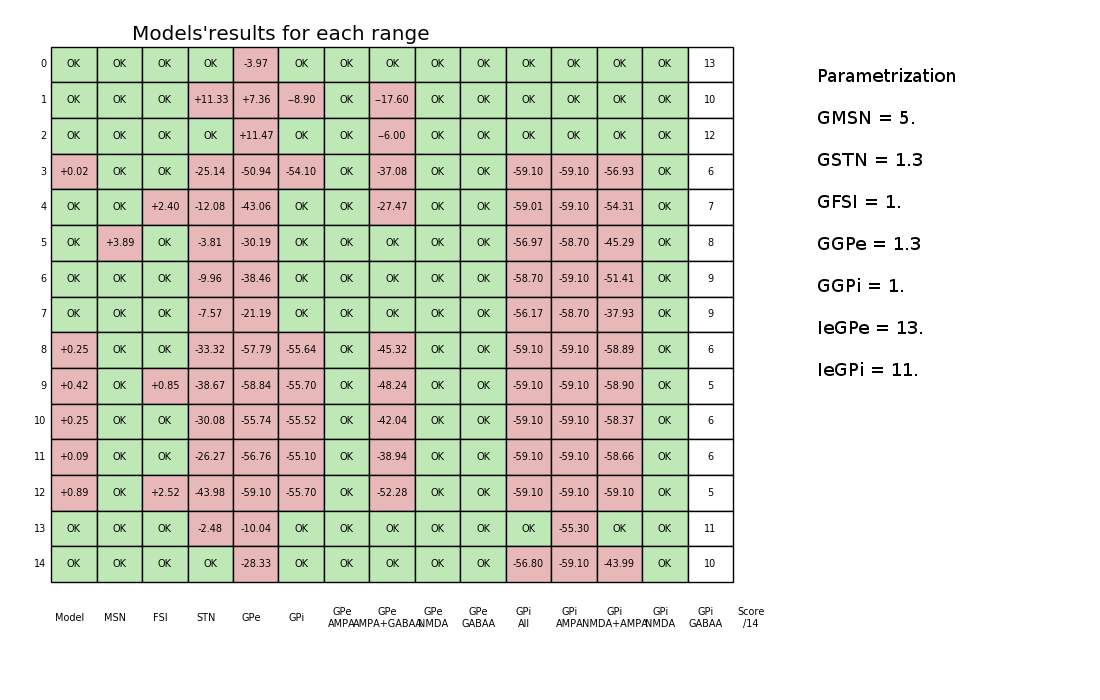 Models'results for each range
0 OK OK OK OK -3.97 OK OK OK OK OK OK OK OK OK 13
1 OK OK OK +11.33 +7.36 --8.90 OK --17.60 OK OK OK OK OK OK 10
2 OK OK OK OK +11.47 OK OK --6.00 OK OK OK OK OK OK 12
3 +0.02 OK OK -25.14 -50.94 -54.10 OK -37.08 OK OK -59.10 -59.10 -56.93 OK 6
4 OK OK +2.40 -12.08 -43.06 OK OK -27.47 OK OK -59.01 -59.10 -54.31 OK 7
5 OK +3.89 OK -3.81 -30.19 OK OK OK OK OK -56.97 -58.70 -45.29 OK 8
6 OK OK OK -9.96 -38.46 OK OK OK OK OK -58.70 -59.10 -51.41 OK 9
7 OK OK OK -7.57 -21.19 OK OK OK OK OK -56.17 -58.70 -37.93 OK 9
8 +0.25 OK OK -33.32 -57.79 -55.64 OK -45.32 OK OK -59.10 -59.10 -58.89 OK 6
9 +0.42 OK +0.85 -38.67 -58.84 -55.70 OK -48.24 OK OK -59.10 -59.10 -58.90 OK 5
10 +0.25 OK OK -30.08 -55.74 -55.52 OK -42.04 OK OK -59.10 -59.10 -58.37 OK 6
11 +0.09 OK OK -26.27 -56.76 -55.10 OK -38.94 OK OK -59.10 -59.10 -58.66 OK 6
12 +0.89 OK +2.52 -43.98 -59.10 -55.70 OK -52.28 OK OK -59.10 -59.10 -59.10 OK 5
13 OK OK OK -2.48 -10.04 OK OK OK OK OK OK -55.30 OK OK 11
14 OK OK OK OK -28.33 OK OK OK OK OK -56.80 -59.10 -43.99 OK 10
Model MSN FSI STN GPe GPi GPe AMPA GPe AMPA+GABAA GPe NMDA GPe GABAA GPi All GPi AMPA GPi NMDA+AMPA GPi NMDA GPi GABAA Score /14
Parametrization
GMSN = 5.
GSTN = 1.3
GFSI = 1.
GGPe = 1.3
GGPi = 1.
IeGPe = 13.
IeGPi = 11.